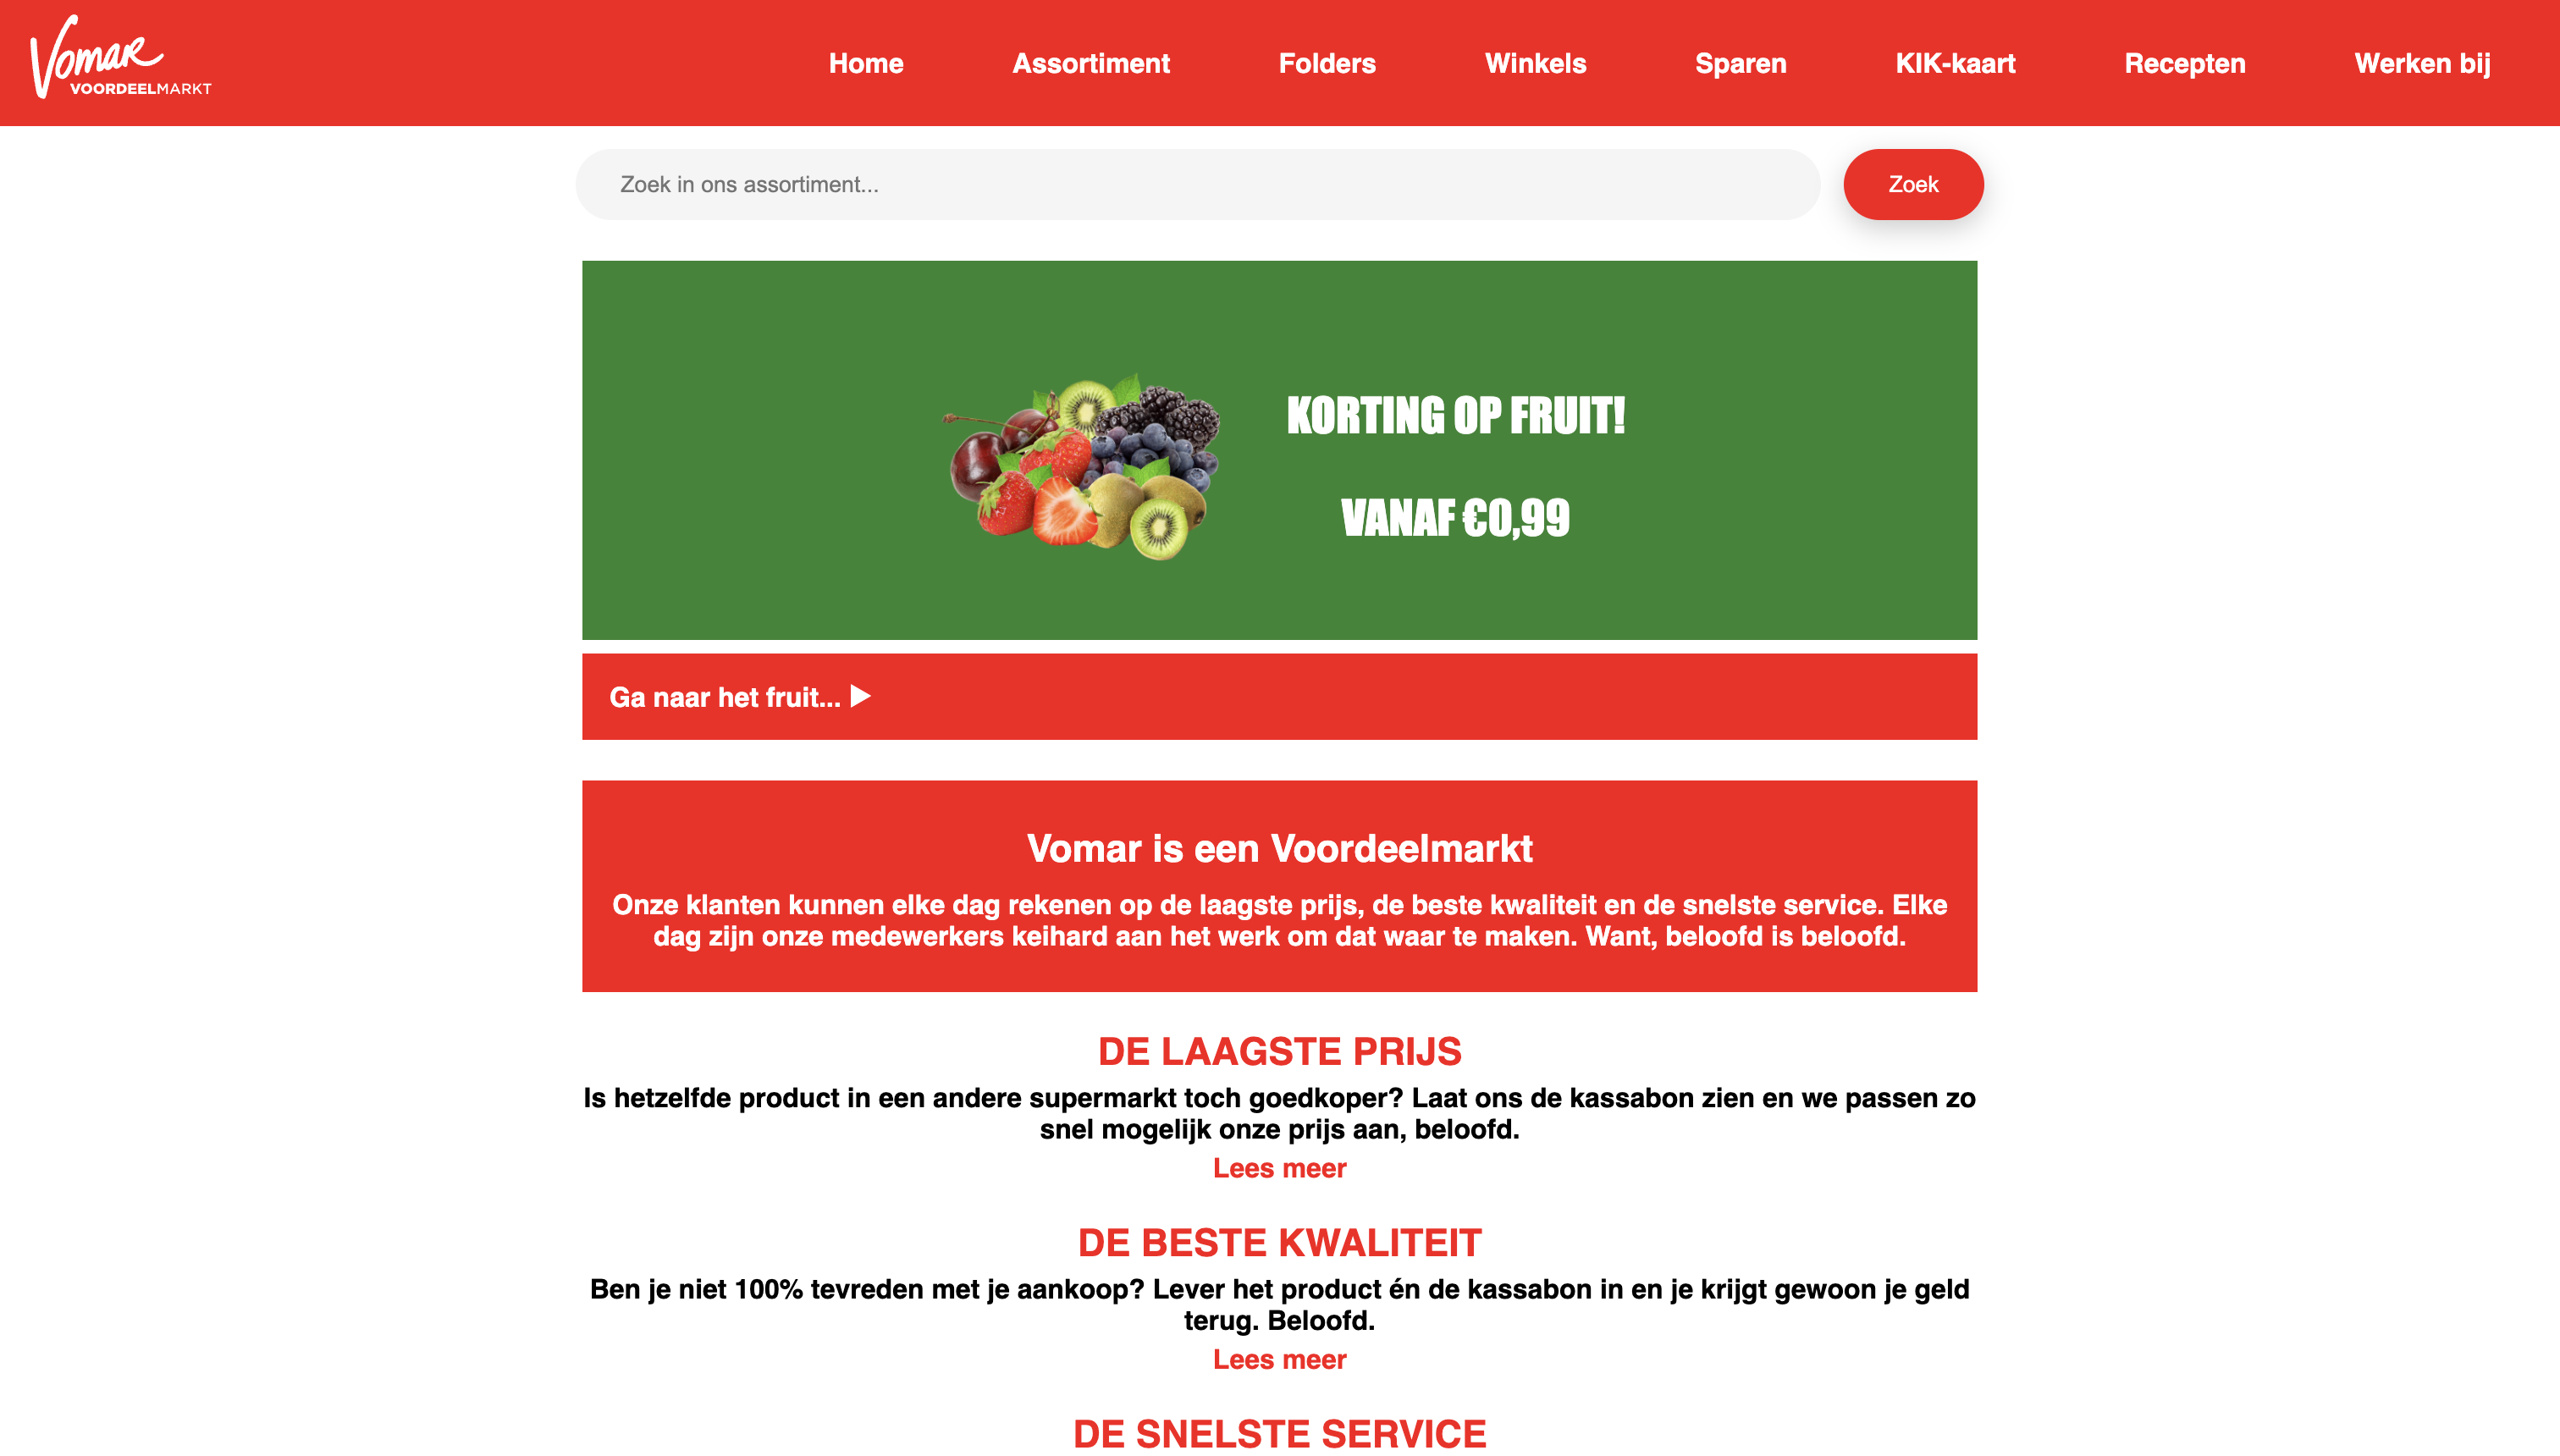 Vomar
VOORDEELMARKT
Home
Assortiment
Folders
Winkels
Sparen
KIK-kaart
Recepten
Werken bij
Zoek in ons assortiment...
Zoek
KORTING OP FRUIT!
VANAF €0,99
Ga naar het fruit... ▶
Vomar is een Voordeelmarkt
Onze klanten kunnen elke dag rekenen op de laagste prijs, de beste kwaliteit en de snelste service. Elke
dag zijn onze medewerkers keihard aan het werk om dat waar te maken. Want, beloofd is beloofd.
DE LAAGSTE PRIJS
Is hetzelfde product in een andere supermarkt toch goedkoper? Laat ons de kassabon zien en we passen zo
snel mogelijk onze prijs aan, beloofd.
Lees meer
DE BESTE KWALITEIT
Ben je niet 100% tevreden met je aankoop? Lever het product én de kassabon in en je krijgt gewoon je geld
terug. Beloofd.
Lees meer
DE SNELSTE SERVICE